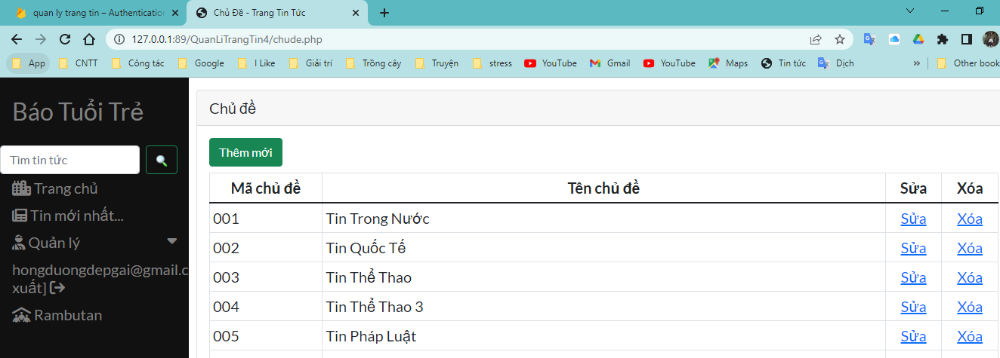 quan ly trang tin – Authentication
Chủ Đề - Trang Tin Tức
127.0.0.1:89/QuanLiTrangTin4/chude.php
App CNTT Công tác Google I Like Giải trí Trồng cây Truyện stress YouTube Gmail YouTube Maps Tin tức Dịch » Other book
Báo Tuổi Trẻ
Tìm tin tức
Trang chủ
Tin mới nhất...
Quản lý
hongduongdepgai@gmail.c
xuất]
Rambutan
Chủ đề
Thêm mới
Mã chủ đề Tên chủ đề Sửa Xóa
001 Tin Trong Nước Sửa Xóa
002 Tin Quốc Tế Sửa Xóa
003 Tin Thể Thao Sửa Xóa
004 Tin Thể Thao 3 Sửa Xóa
005 Tin Pháp Luật Sửa Xóa